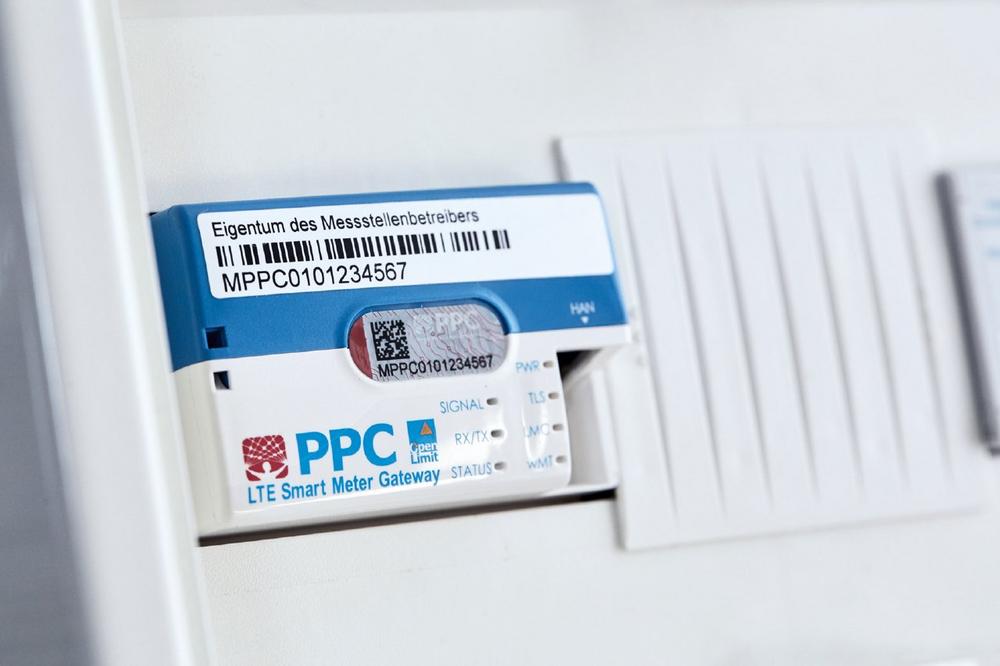 Eigentum des Messstellenbetreibers
MPPC0101234567
HAN
PPC
MPPC0101234567
PWR
SIGNAL
TLS
RX/TX
LMC
STATUS
WMT
PPC
Open
Limit
LTE Smart Meter Gateway